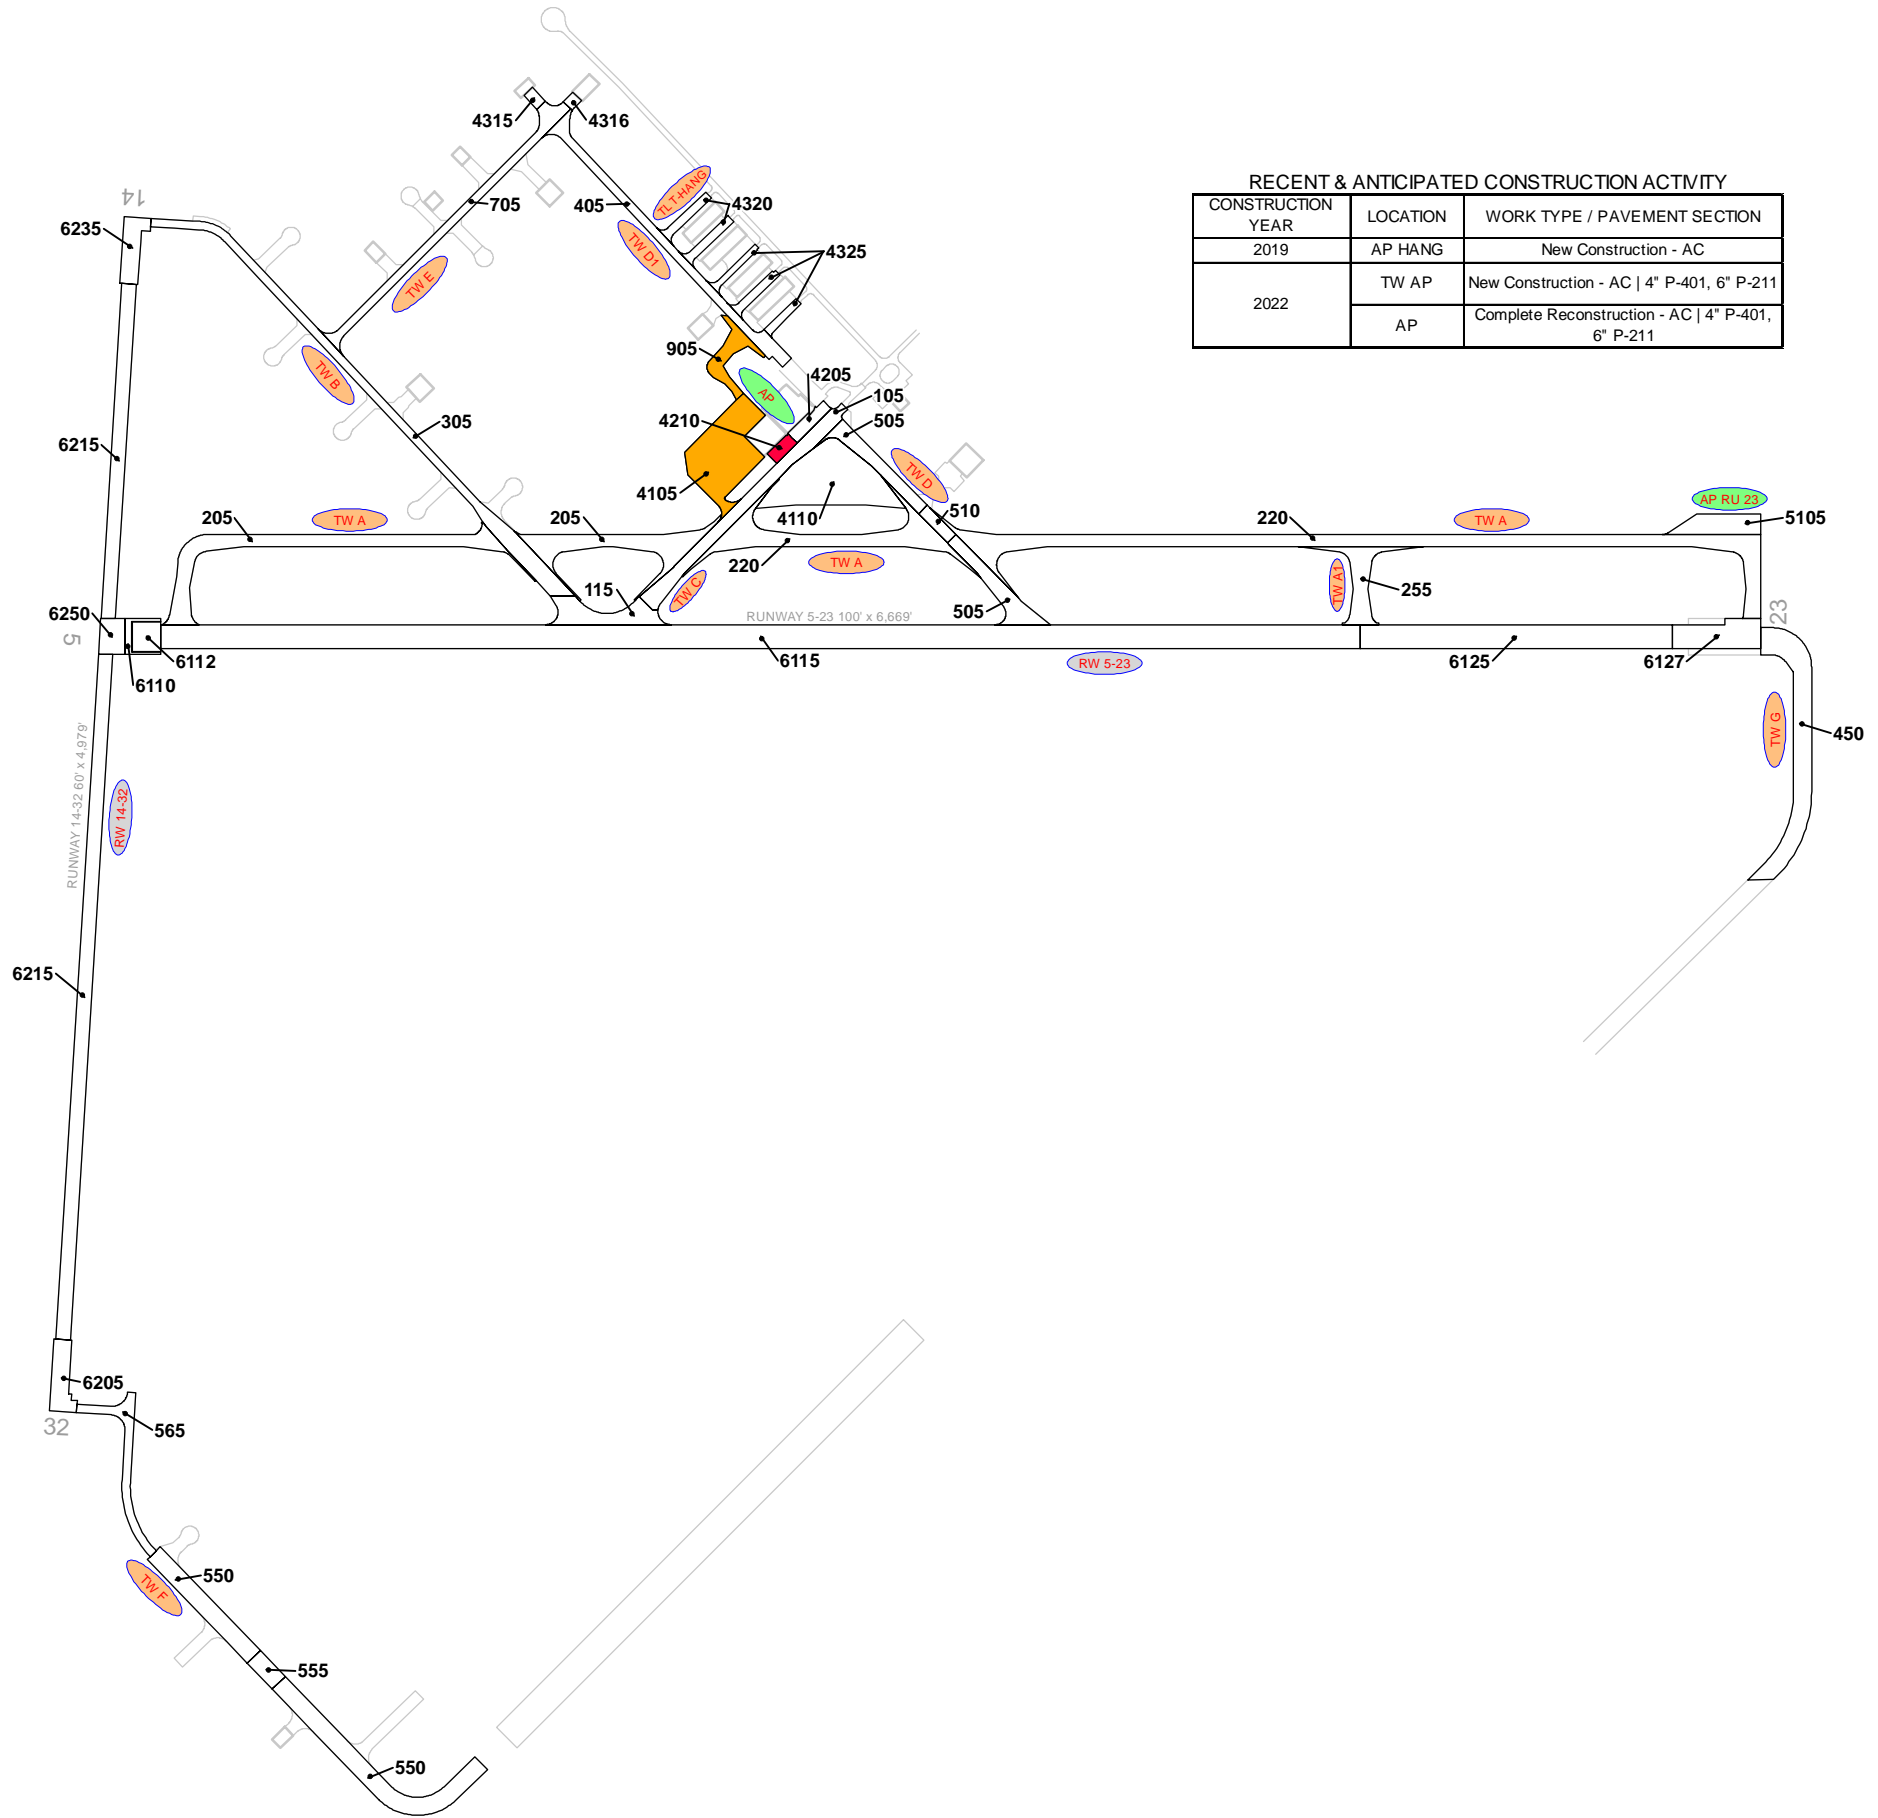 4315
4316
RECENT & ANTICIPATED CONSTRUCTION ACTIVITY
CONSTRUCTION YEAR
LOCATION
WORK TYPE / PAVEMENT SECTION
2019
AP HANG
New Construction - AC
2022
TW AP
New Construction - AC | 4" P-401, 6" P-211
AP
Complete Reconstruction - AC | 4" P-401,
6" P-211
14
6235
705
405
TL T-HANG
4320
TW D1
4325
TW E
905
4205
TW B
AP
105
505
4210
305
6215
TW D
4105
4110
510
AP RU 23
5105
205
TW A
205
220
TW A
220
TW A
TW C
115
TW A1
255
505
RUNWAY 5-23 100' x 6,669'
23
6250
5
6112
6110
6115
RW 5-23
6125
6127
TW G
450
RUNWAY 14-32 60' x 4,979'
RW 14-32
6215
6205
32
565
550
TW F
555
550